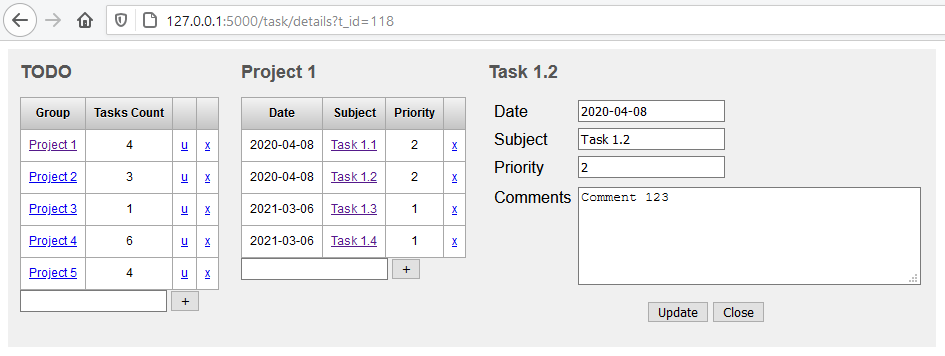 127.0.0.1:5000/task/details?t_id=118
TODO
Group Tasks Count
Project 1 4 u x
Project 2 3 u x
Project 3 1 u x
Project 4 6 u x
Project 5 4 u x
+
Project 1
Date Subject Priority
2020-04-08 Task 1.1 2 x
2020-04-08 Task 1.2 2 x
2021-03-06 Task 1.3 1 x
2021-03-06 Task 1.4 1 x
+
Task 1.2
Date 2020-04-08
Subject Task 1.2
Priority 2
Comments Comment 123
Update Close